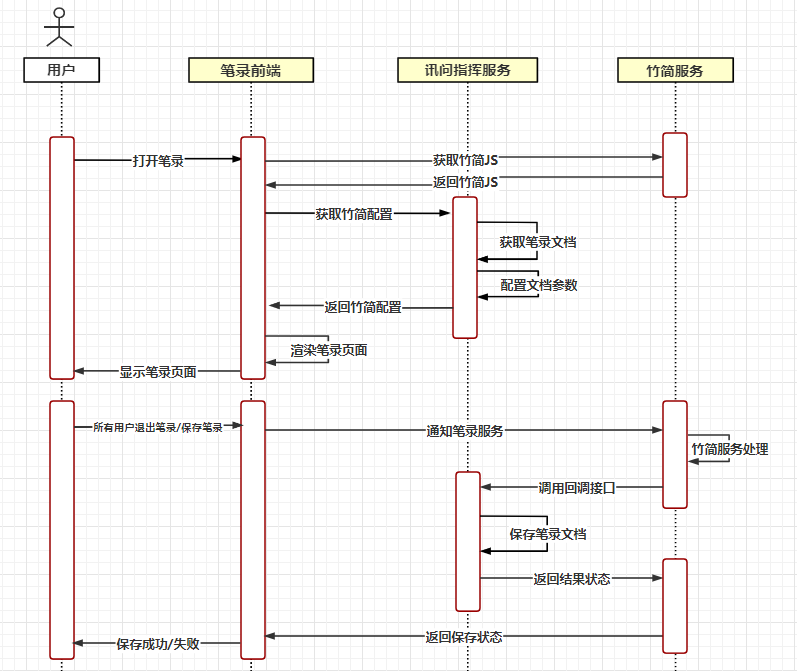 用户
笔录前端
讯问指挥服务
竹简服务
打开笔录
获取竹简JS
返回竹简JS
获取竹简配置
获取笔录文档
配置文档参数
返回竹简配置
渲染笔录页面
显示笔录页面
所有用户退出笔录/保存笔录
通知笔录服务
竹简服务处理
调用回调接口
保存笔录文档
返回结果状态
返回保存状态
保存成功/失败